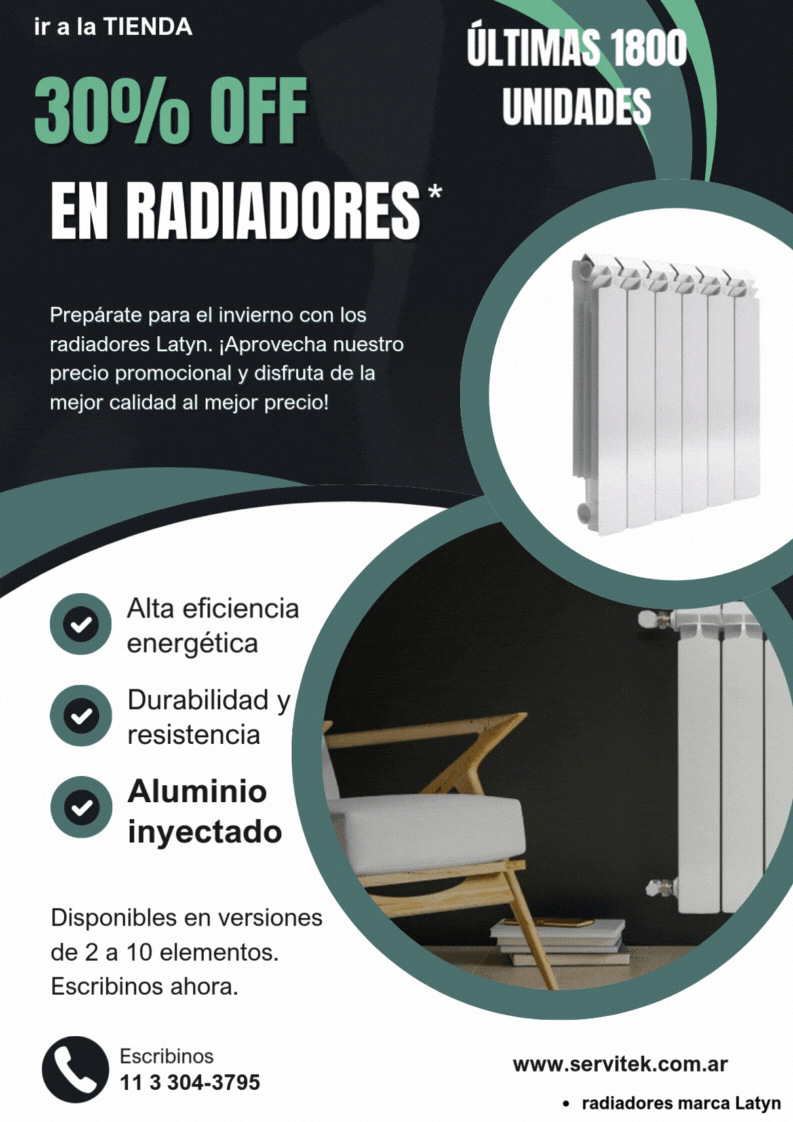 ir a la TIENDA
ÚLTIMAS 1800
UNIDADES
30% OFF
EN RADIADORES*
Prepárate para el invierno con los
radiadores Latyn. ¡Aprovecha nuestro
precio promocional y disfruta de la
mejor calidad al mejor precio!
Alta eficiencia
energética
Durabilidad y
resistencia
Aluminio
inyectado
Disponibles en versiones
de 2 a 10 elementos.
Escribinos ahora.
Escribinos
11 3 304-3795
www.servitek.com.ar
• radiadores marca Latyn